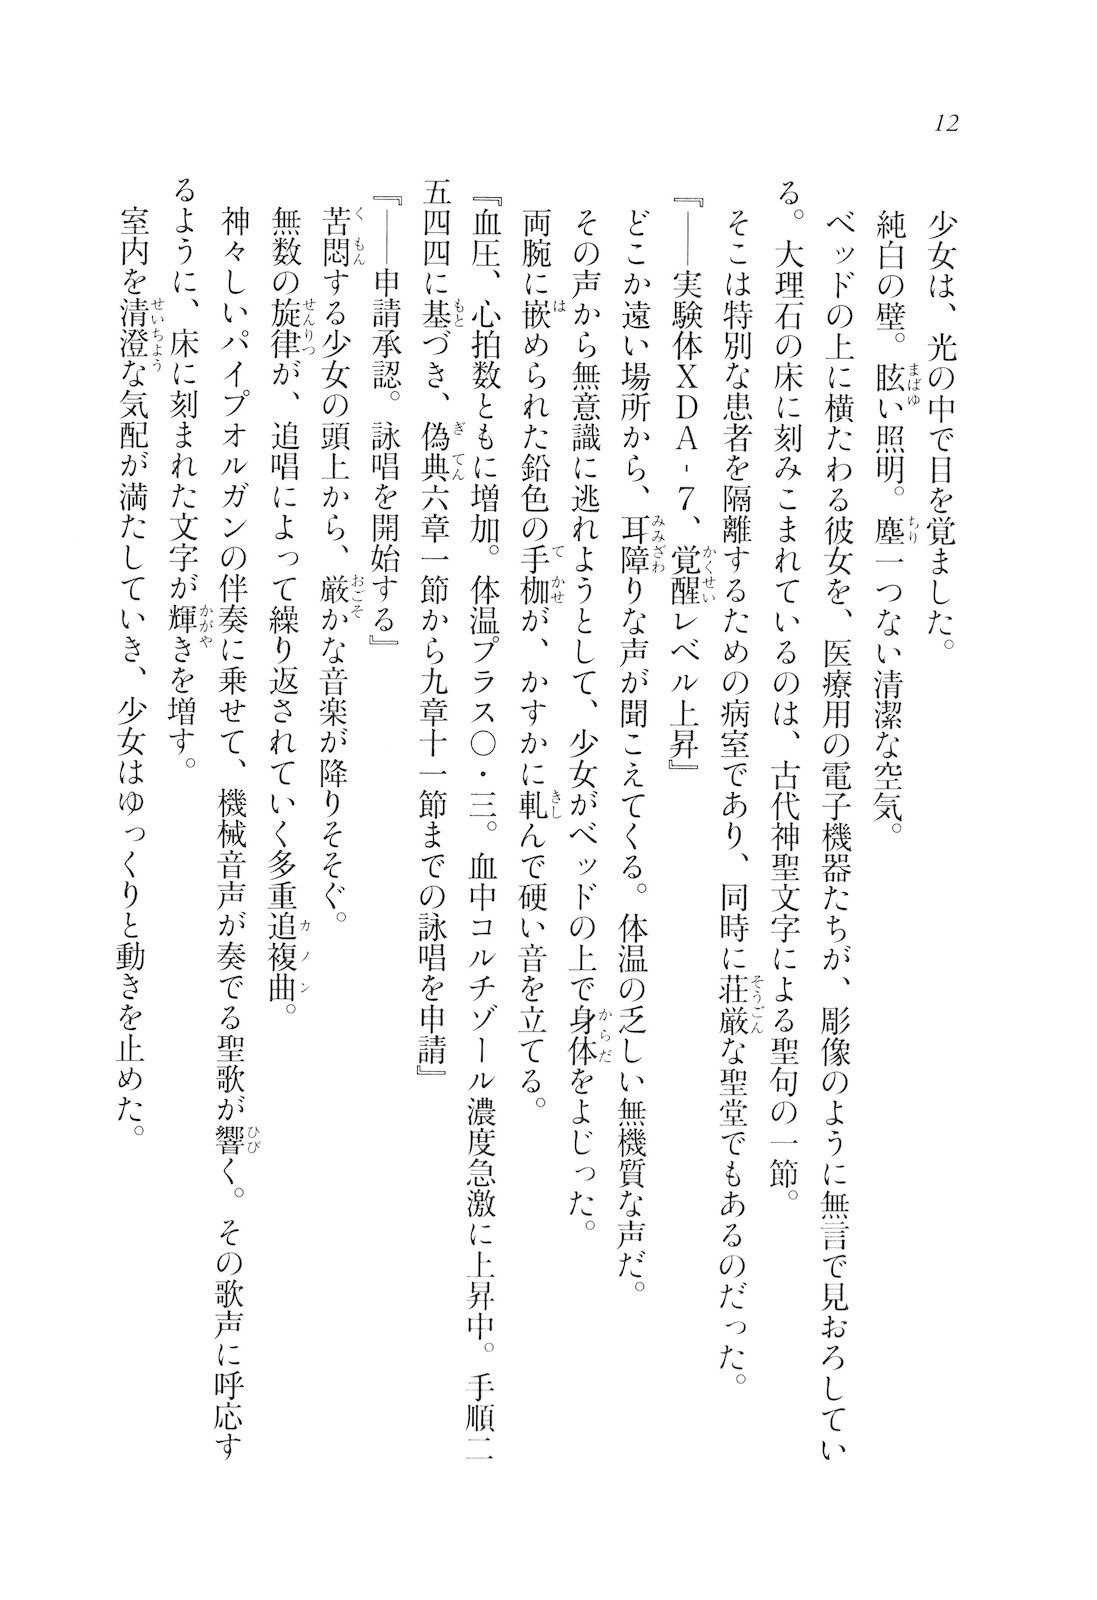 12
少女は、光の中で目を覚ました。
純白の壁。眩い照明。塵一つない清潔な空気。
ベッドの上に横たわる彼女を、医療用の電子機器たちが、彫像のように無言で見おろしてい
る。大理石の床に刻みこまれているのは、古代神聖文字による聖句の一節。
そこは特別な患者を隔離するための病室であり、同時に荘厳な聖堂でもあるのだった。
『――実験体ＸＤＡ‐７、覚醒レベル上昇』
どこか遠い場所から、耳障りな声が聞こえてくる。体温の乏しい無機質な声だ。
その声から無意識に逃れようとして、少女がベッドの上で身体をよじった。
両腕に嵌められた鉛色の手枷が、かすかに軋んで硬い音を立てる。
『血圧、心拍数ともに増加。体温プラス〇・三。血中コルチゾール濃度急激に上昇中。手順二
五四四に基づき、偽典六章一節から九章十一節までの詠唱を申請』
『――申請承認。詠唱を開始する』
苦悶する少女の頭上から、厳かな音楽が降りそそぐ。
無数の旋律が、追唱によって繰り返されていく多重追複曲。
神々しいパイプオルガンの伴奏に乗せて、機械音声が奏でる聖歌が響く。その歌声に呼応す
るように、床に刻まれた文字が輝きを増す。
室内を清澄な気配が満たしていき、少女はゆっくりと動きを止めた。